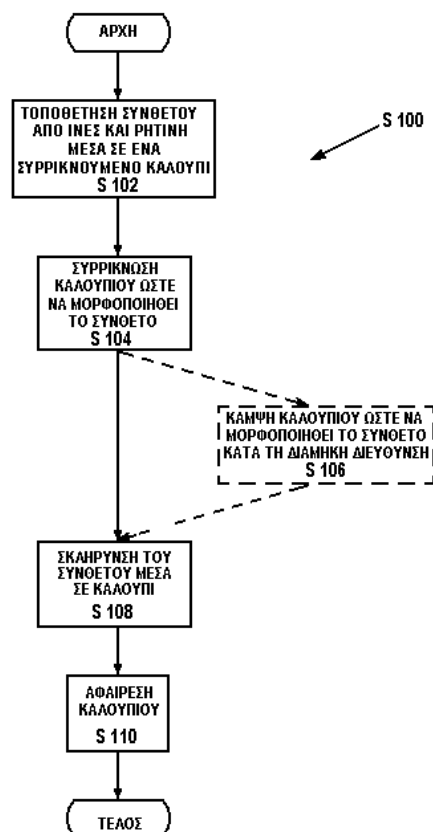 ΑΡΧΗ
ΤΟΠΟΘΕΤΗΣΗ ΣΥΝΘΕΤΟΥ
ΑΠΟ ΙΝΕΣ ΚΑΙ ΡΗΤΙΝΗ
ΜΕΣΑ ΣΕ ΕΝΑ
ΣΥΡΡΙΚΝΟΥΜΕΝΟ ΚΑΛΟΥΠΙ
S 102
S 100
ΣΥΡΡΙΚΝΩΣΗ
ΚΑΛΟΥΠΙΟΥ ΩΣΤΕ
ΝΑ ΜΟΡΦΟΠΟΙΗΘΕΙ
ΤΟ ΣΥΝΘΕΤΟ
S 104
ΚΑΜΨΗ ΚΑΛΟΥΠΙΟΥ ΩΣΤΕ ΝΑ
ΜΟΡΦΟΠΟΙΗΘΕΙ ΤΟ ΣΥΝΘΕΤΟ
ΚΑΤΑ ΤΗ ΔΙΑΜΗΚΗ ΔΙΕΥΘΥΝΣΗ
S 106
ΣΚΛΗΡΥΝΣΗ ΤΟΥ
ΣΥΝΘΕΤΟΥ ΜΕΣΑ
ΣΕ ΚΑΛΟΥΠΙ
S 108
ΑΦΑΙΡΕΣΗ
ΚΑΛΟΥΠΙΟΥ
S 110
ΤΕΛΟΣ